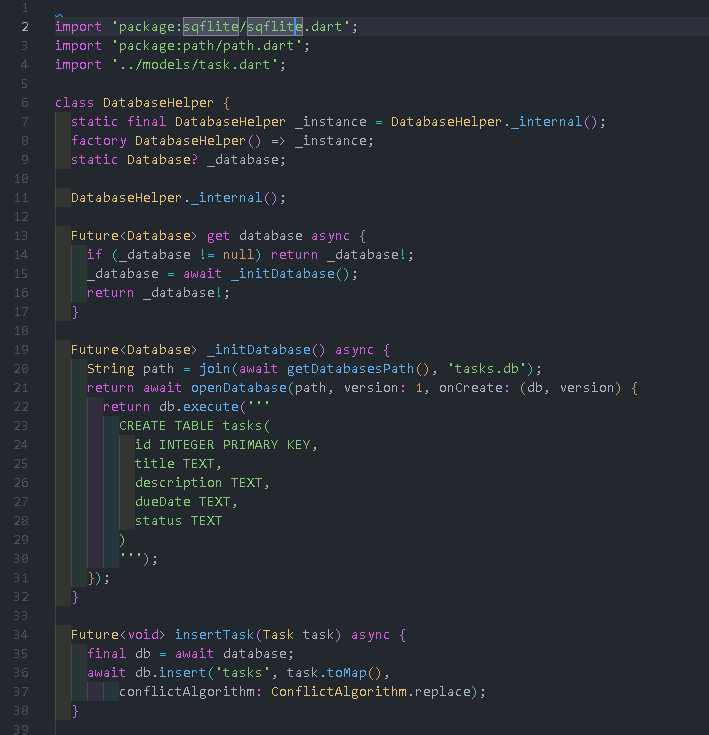 1
2 import 'package:sqflite/sqflite.dart';
3 import 'package:path/path.dart';
4 import '../models/task.dart';
5
6 class DatabaseHelper {
7   static final DatabaseHelper _instance = DatabaseHelper._internal();
8   factory DatabaseHelper() => _instance;
9   static Database? _database;
10
11   DatabaseHelper._internal();
12
13   Future<Database> get database async {
14     if (_database != null) return _database!;
15     _database = await _initDatabase();
16     return _database!;
17   }
18
19   Future<Database> _initDatabase() async {
20     String path = join(await getDatabasesPath(), 'tasks.db');
21     return await openDatabase(path, version: 1, onCreate: (db, version) {
22       return db.execute('''
23         CREATE TABLE tasks(
24           id INTEGER PRIMARY KEY,
25           title TEXT,
26           description TEXT,
27           dueDate TEXT,
28           status TEXT
29         )
30         ''');
31     });
32   }
33
34   Future<void> insertTask(Task task) async {
35     final db = await database;
36     await db.insert('tasks', task.toMap(),
37         conflictAlgorithm: ConflictAlgorithm.replace);
38   }
39